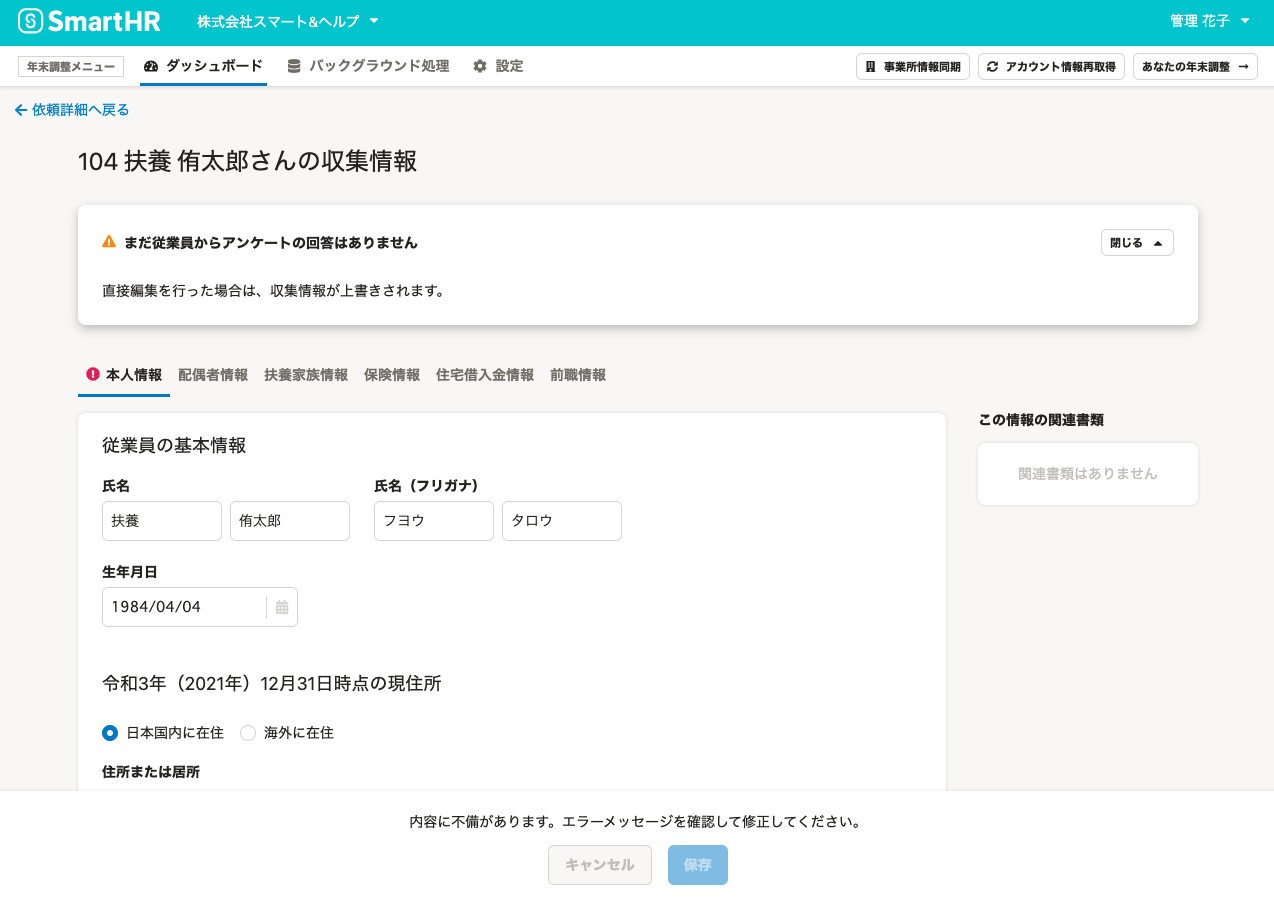 SmartHR 株式会社スマート&ヘルプ 管理 花子
年末調整メニュー ダッシュボード バックグラウンド処理 設定 事業所情報同期 アカウント情報再取得 あなたの年末調整 →
← 依頼詳細へ戻る
104 扶養 侑太郎さんの収集情報
まだ従業員からアンケートの回答はありません 閉じる
直接編集を行った場合は、収集情報が上書きされます。
本人情報 配偶者情報 扶養家族情報 保険情報 住宅借入金情報 前職情報
従業員の基本情報
氏名 氏名（フリガナ）
扶養 侑太郎 フヨウ タロウ
生年月日
1984/04/04
令和3年（2021年）12月31日時点の現住所
日本国内に在住 海外に在住
住所または居所
この情報の関連書類
関連書類はありません
内容に不備があります。エラーメッセージを確認して修正してください。
キャンセル 保存